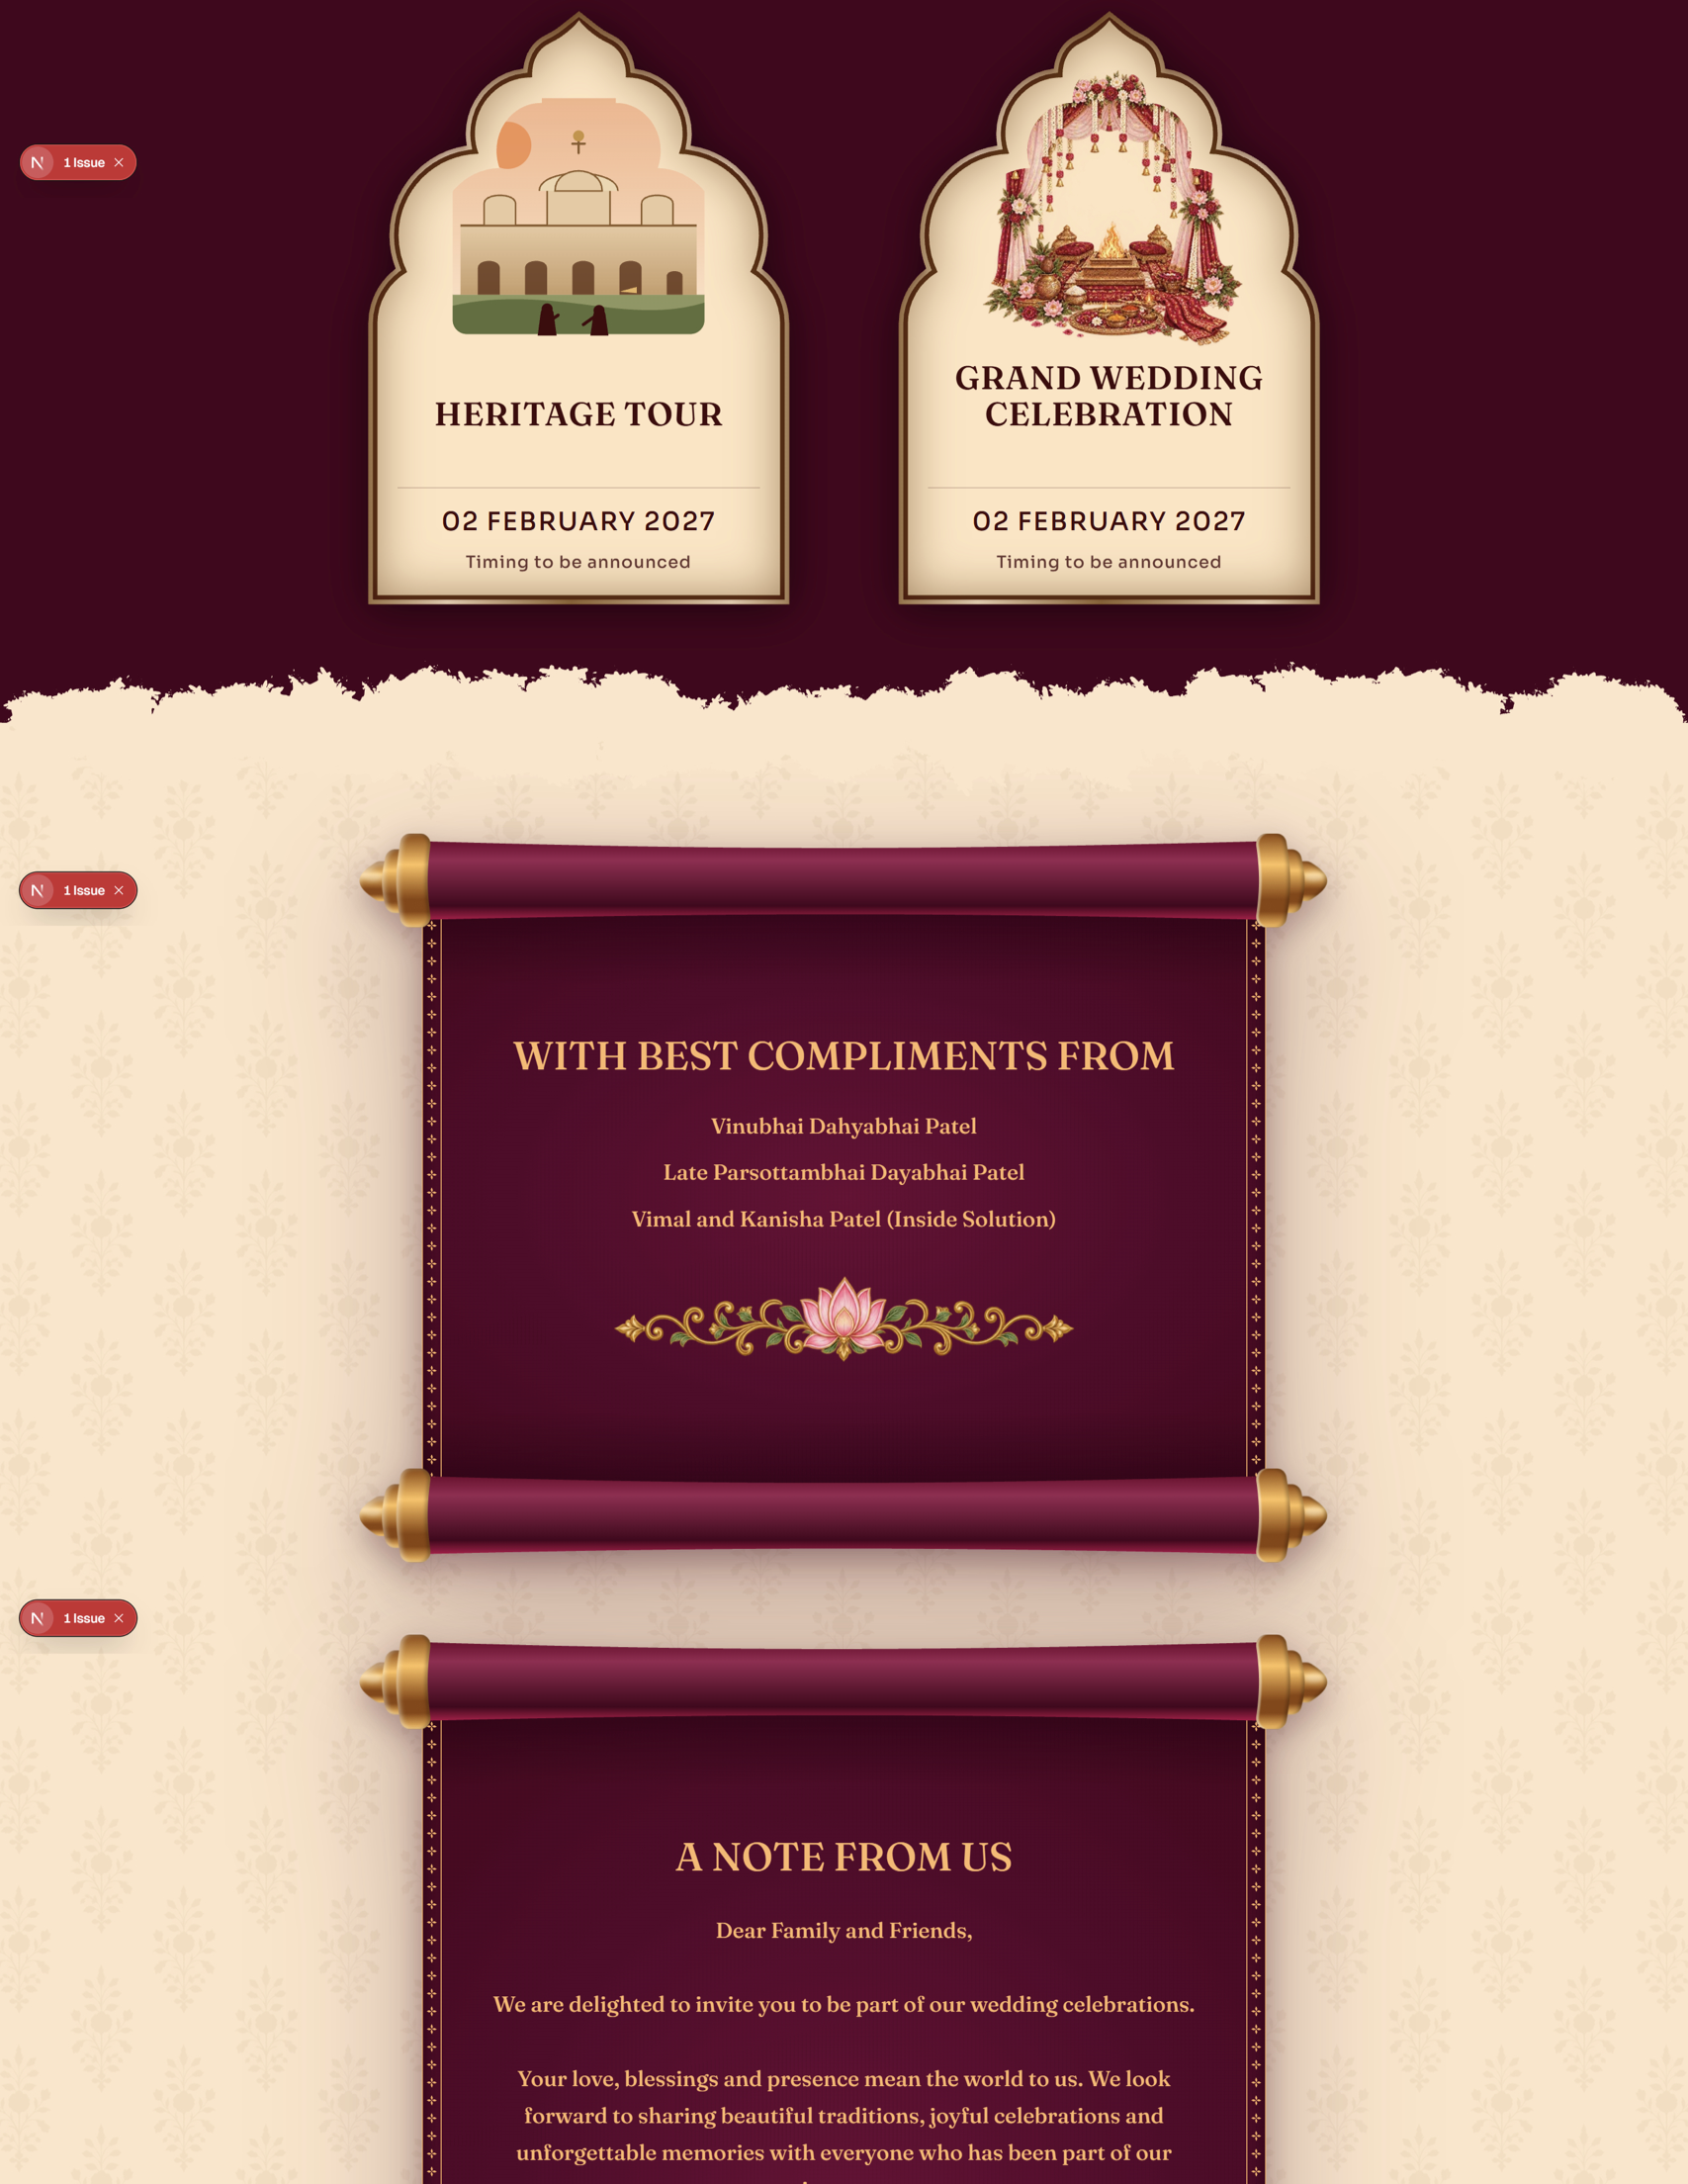 HERITAGE TOUR
02 FEBRUARY 2027
Timing to be announced
GRAND WEDDING
CELEBRATION
02 FEBRUARY 2027
Timing to be announced
N 1 Issue ×
N 1 Issue ×
WITH BEST COMPLIMENTS FROM
Vinubhai Dahyabhai Patel
Late Parsottambhai Dayabhai Patel
Vimal and Kanisha Patel (Inside Solution)
N 1 Issue ×
A NOTE FROM US
Dear Family and Friends,
We are delighted to invite you to be part of our wedding celebrations.
Your love, blessings and presence mean the world to us. We look
forward to sharing beautiful traditions, joyful celebrations and
unforgettable memories with everyone who has been part of our